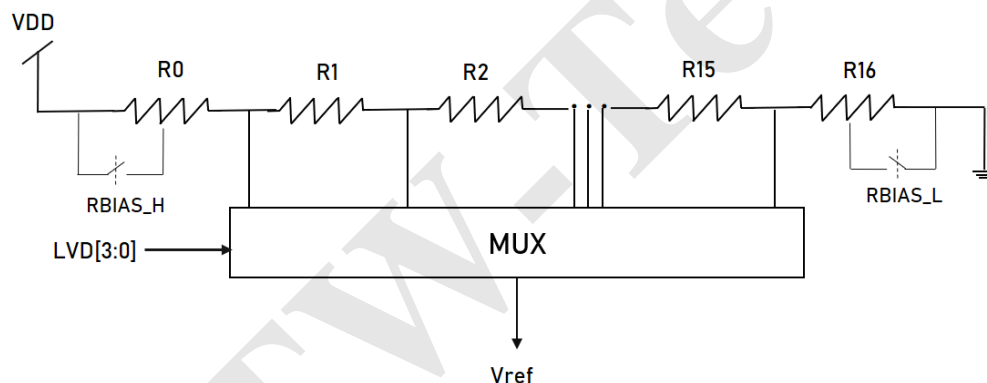 VDD
R0
R1
R2
R15
R16
RBIAS_H
RBIAS_L
LVD[3:0]
MUX
Vref